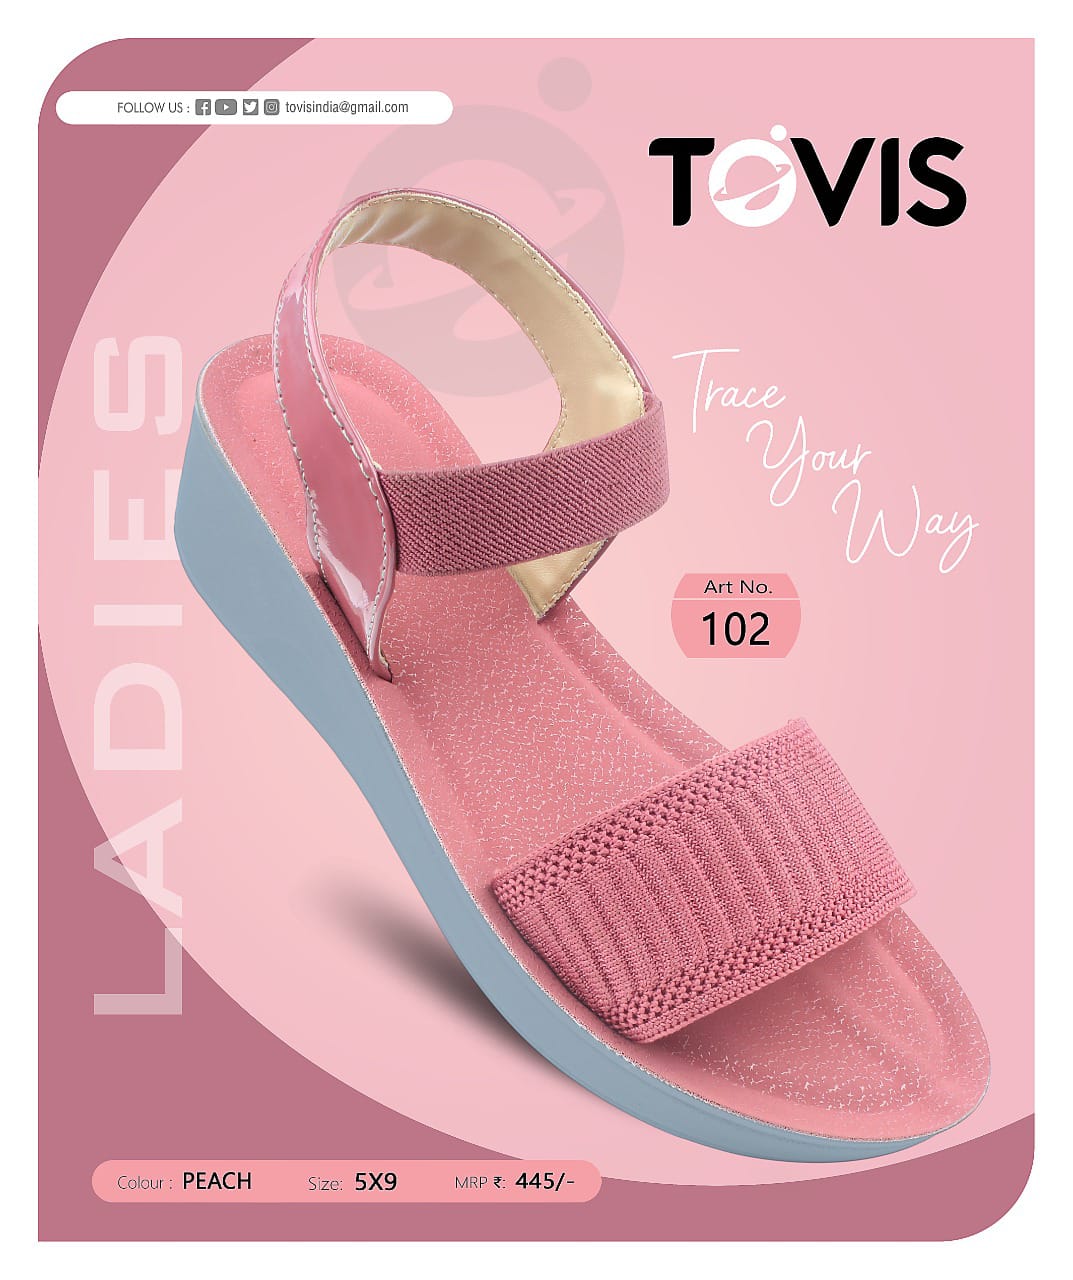 FOLLOW US : tovisindia@gmail.com
TOVIS
Trace
Your
Way
Art No.
102
LADIES
Colour : PEACH Size: 5X9 MRP ₹: 445/-